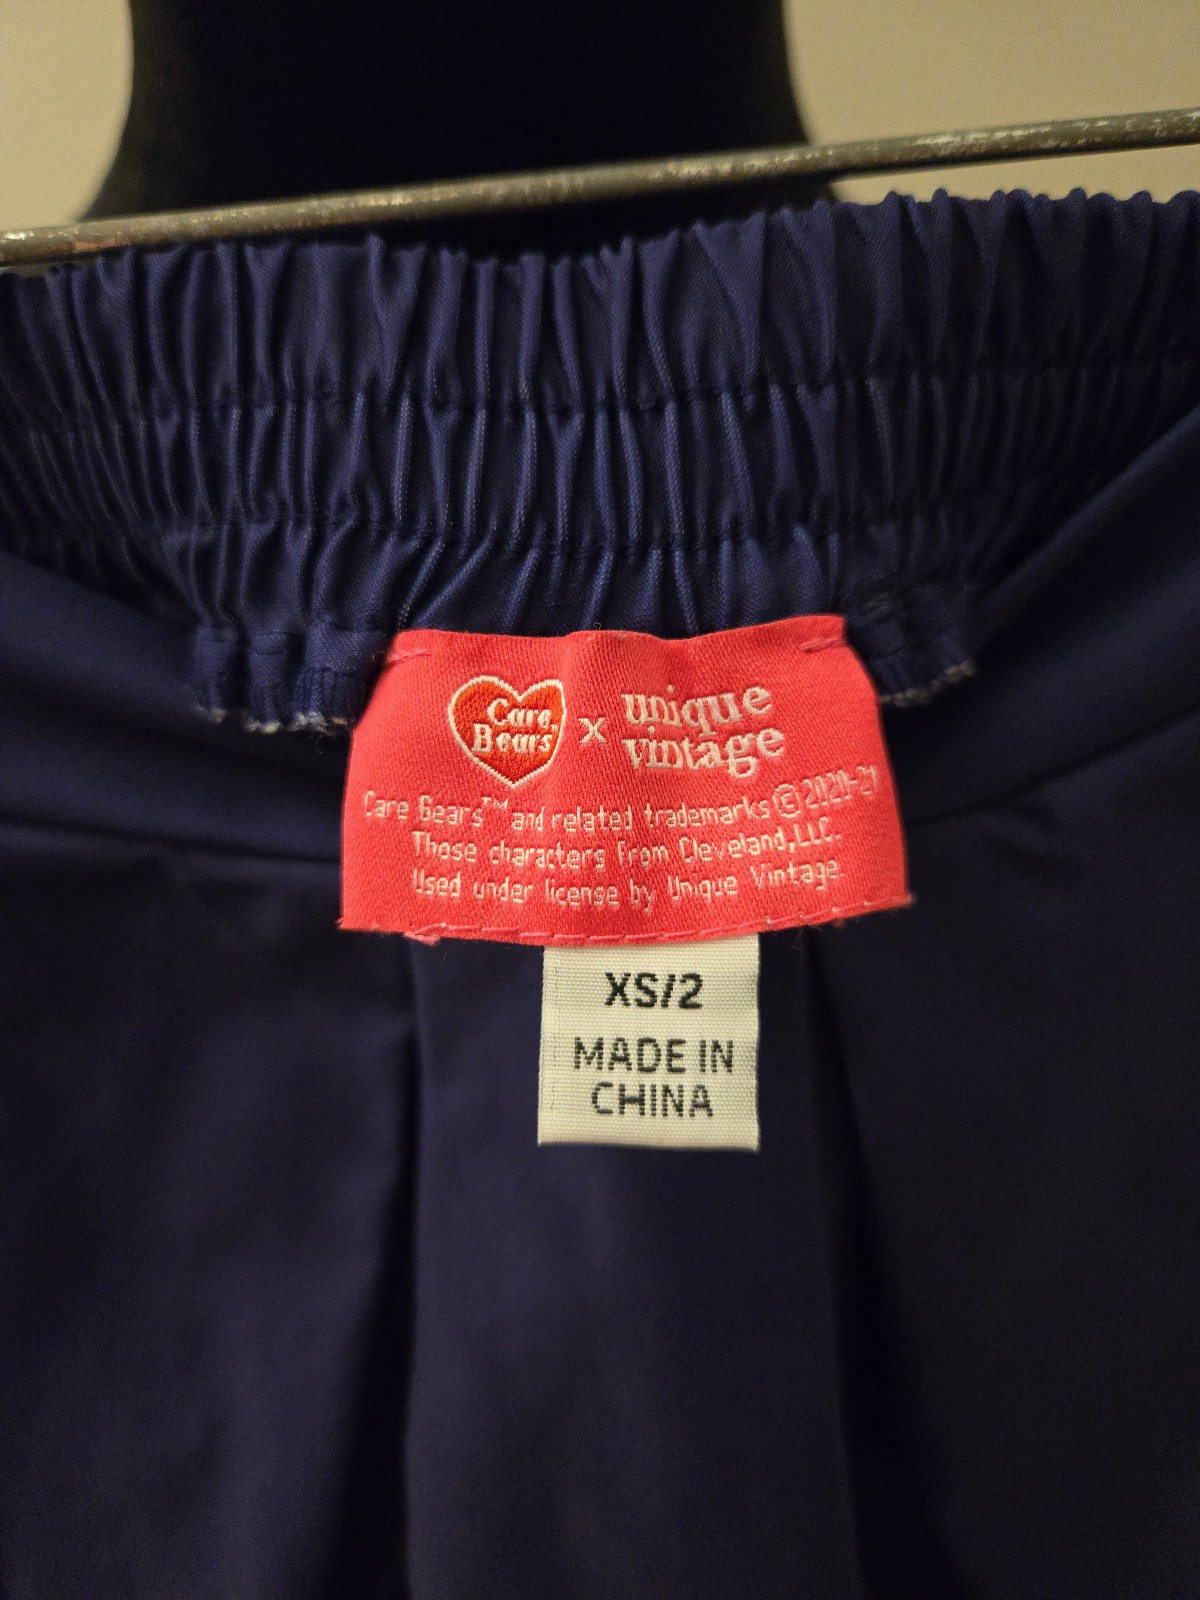 Care Bears™ x unique vintage
Care Bears™ and related trademarks © 2020-21
Those characters from Cleveland, LLC.
Used under license by Unique Vintage.
XS/2
MADE IN
CHINA